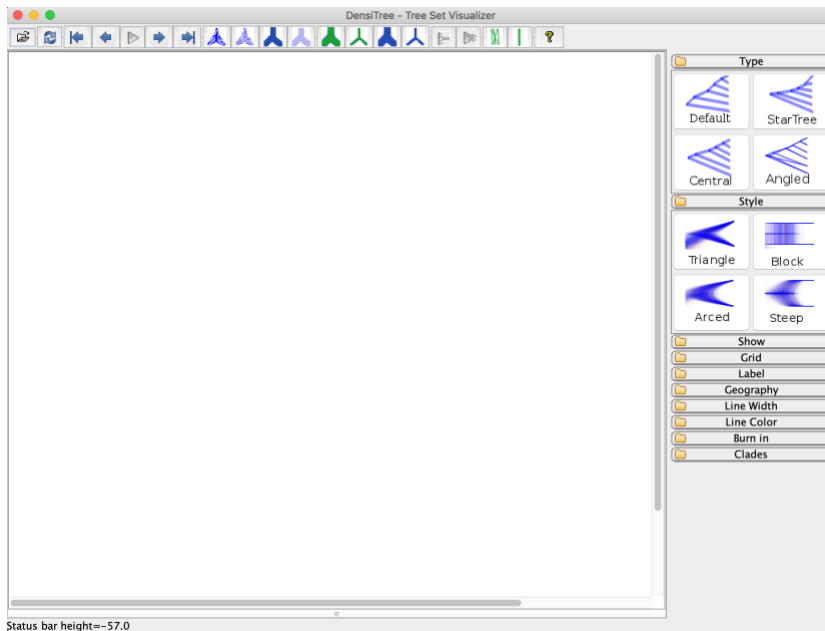 DensiTree - Tree Set Visualizer
?
Type
Default
StarTree
Central
Angled
Style
Triangle
Block
Arced
Steep
Show
Grid
Label
Geography
Line Width
Line Color
Burn in
Clades
Status bar height=-57.0